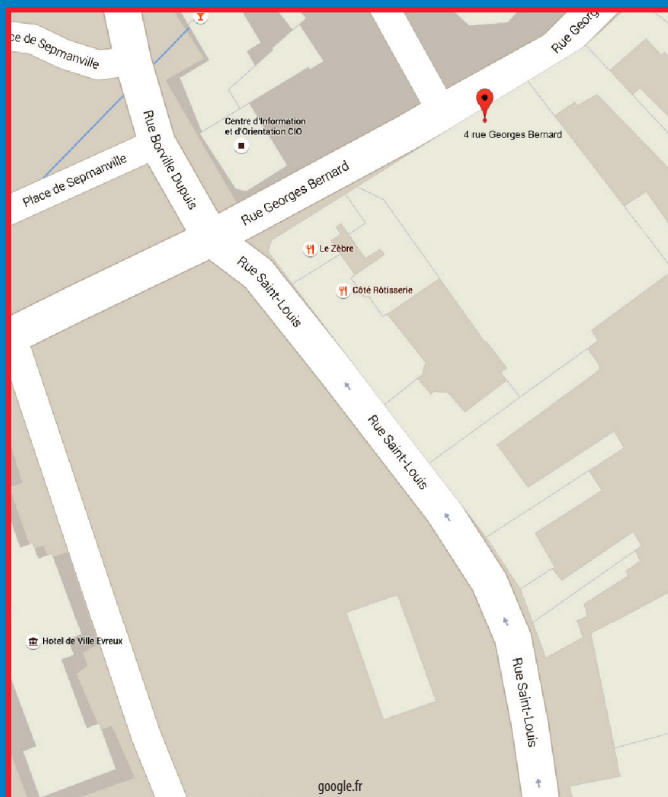 Rue Georg
ce de Sepmanville
Rue Borville Dupuis
Centre d'Information
et d'Orientation CIO
4 rue Georges Bernard
Place de Sepmanville
Rue Georges Bernard
Le Zèbre
Rue Saint-Louis
Côté Rôtisserie
Rue Saint-Louis
Hotel de Ville Evreux
Rue Saint-Louis
google.fr